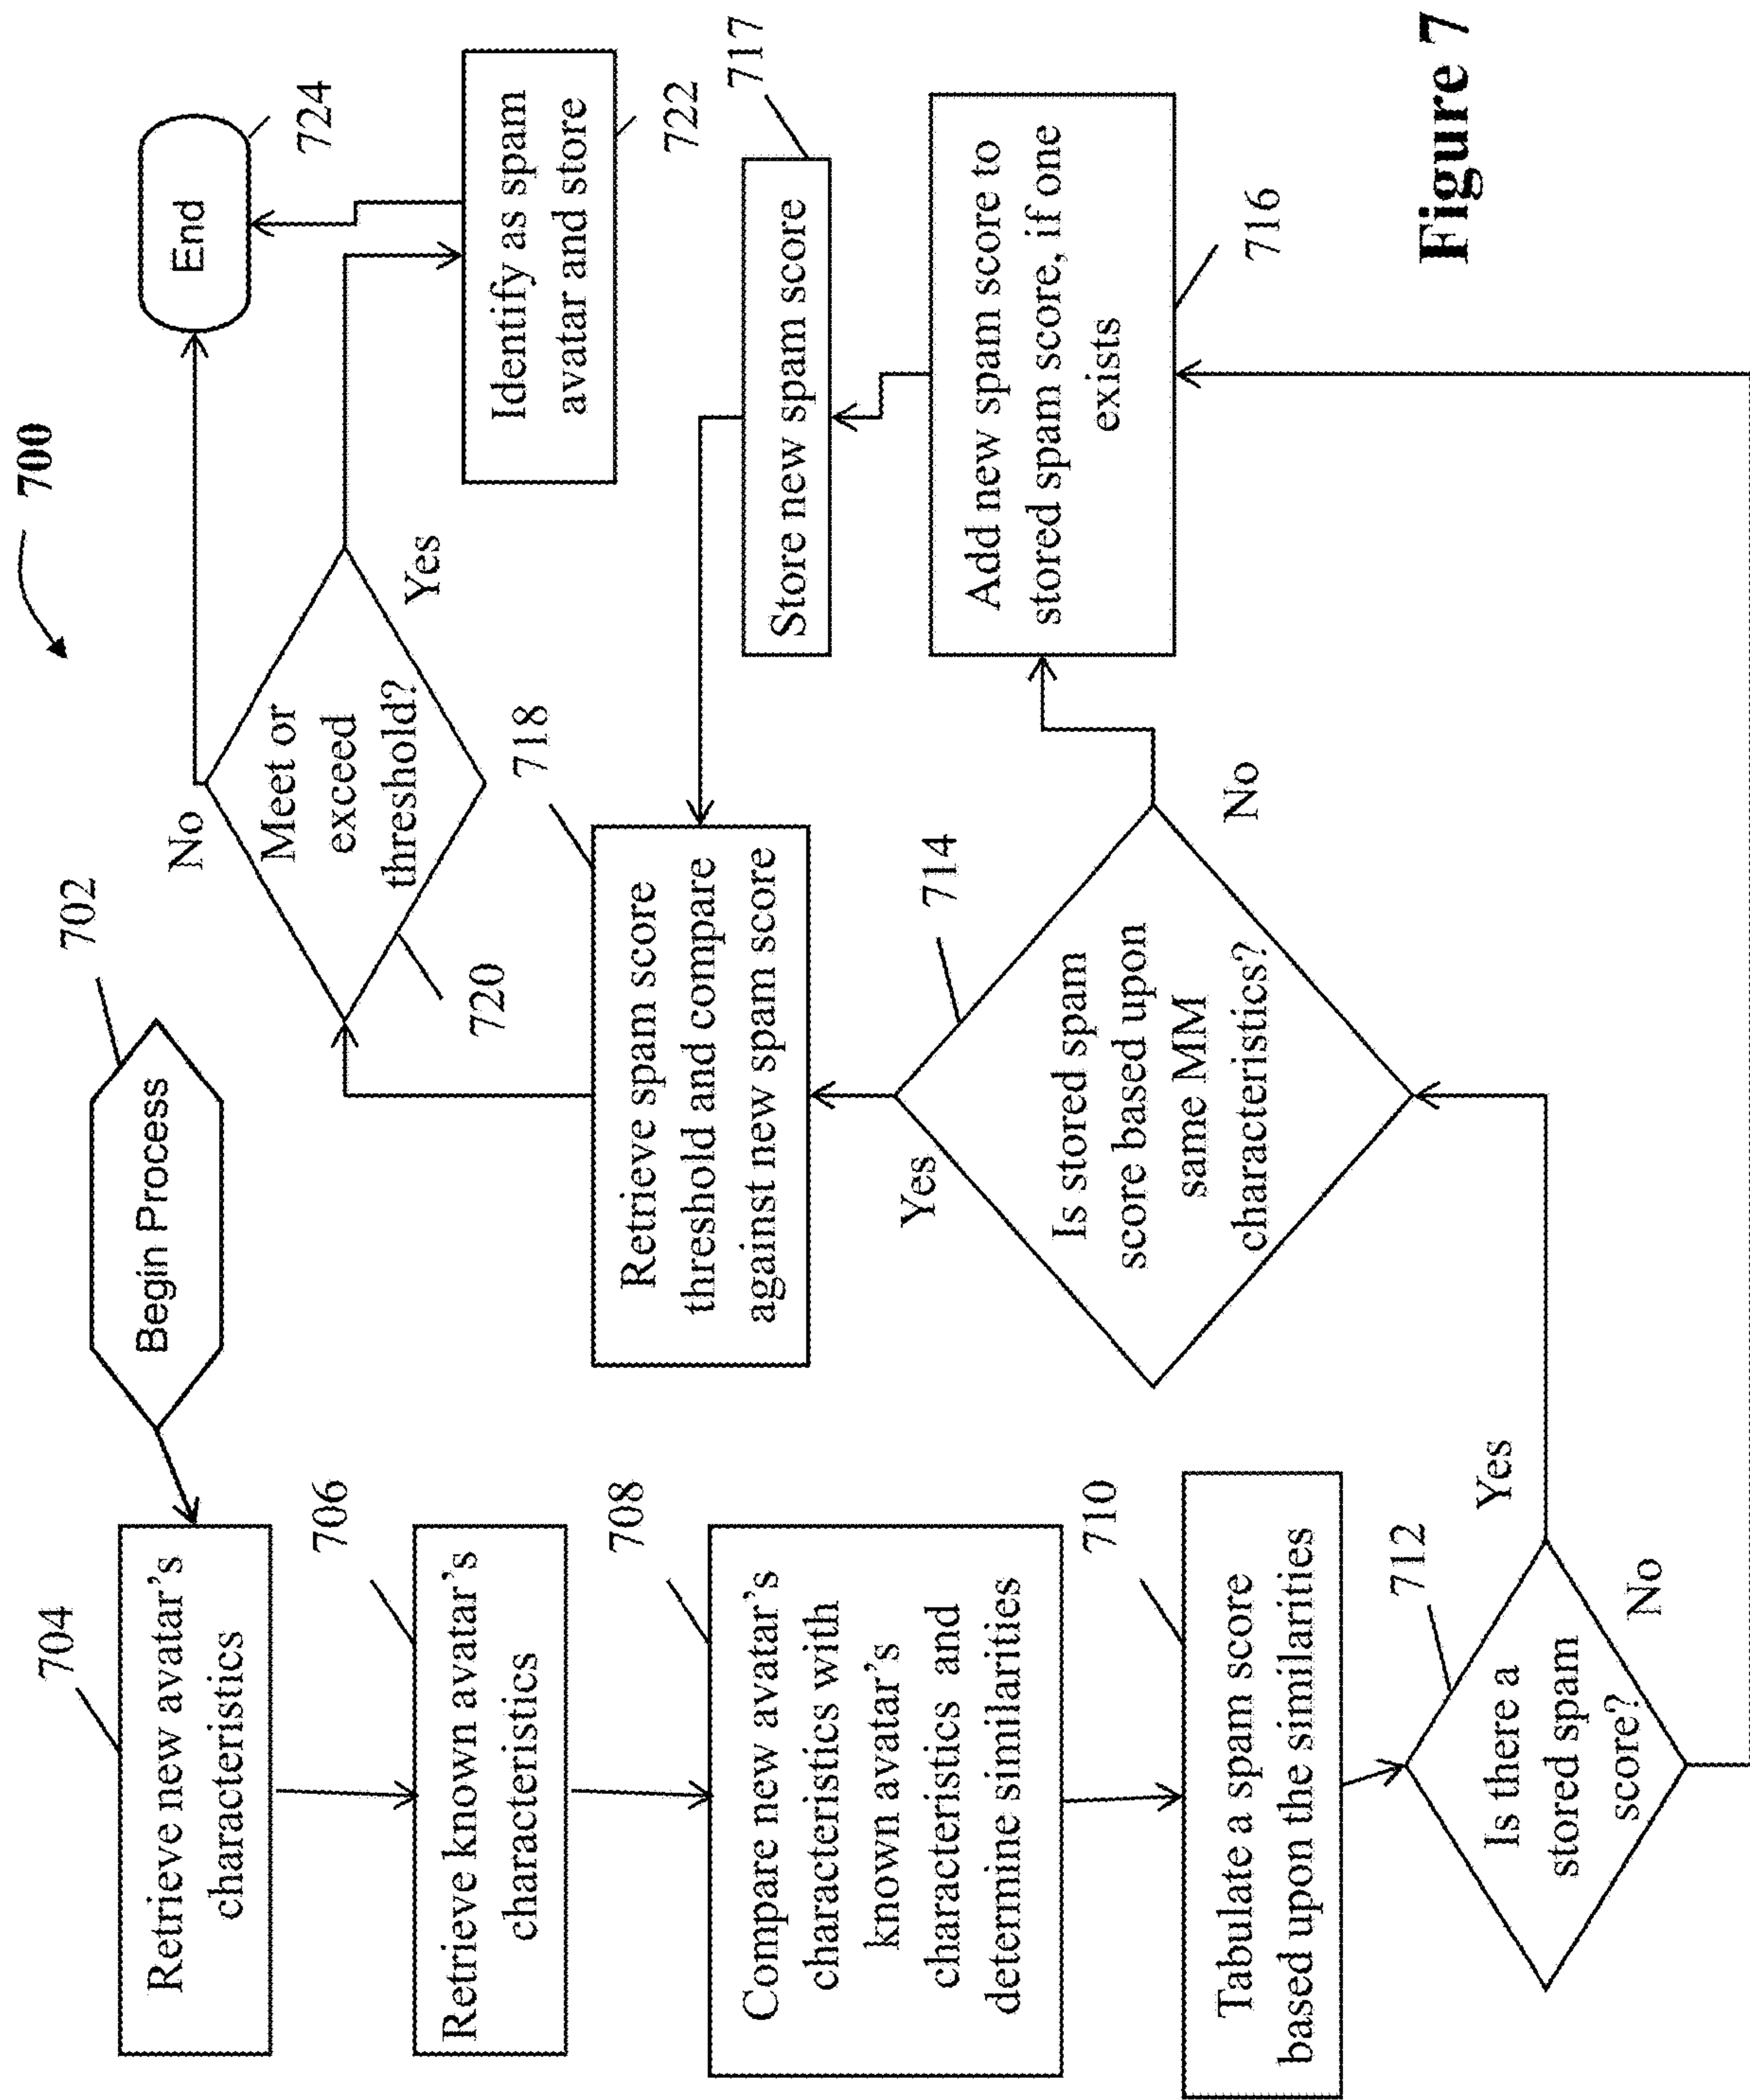 700
702
Begin Process
704
Retrieve new avatar's
characteristics
706
Retrieve known avatar's
characteristics
708
Compare new avatar's
characteristics with
known avatar's
characteristics and
determine similarities
710
Tabulate a spam score
based upon the similarities
712
Is there a
stored spam
score?
Yes
No
714
Is stored spam
score based upon
same MM
characteristics?
Yes
No
716
Add new spam score to
stored spam score, if one
exists
717
Store new spam score
718
Retrieve spam score
threshold and compare
against new spam score
720
Meet or
exceed
threshold?
No
Yes
722
Identify as spam
avatar and store
724
End
Figure 7